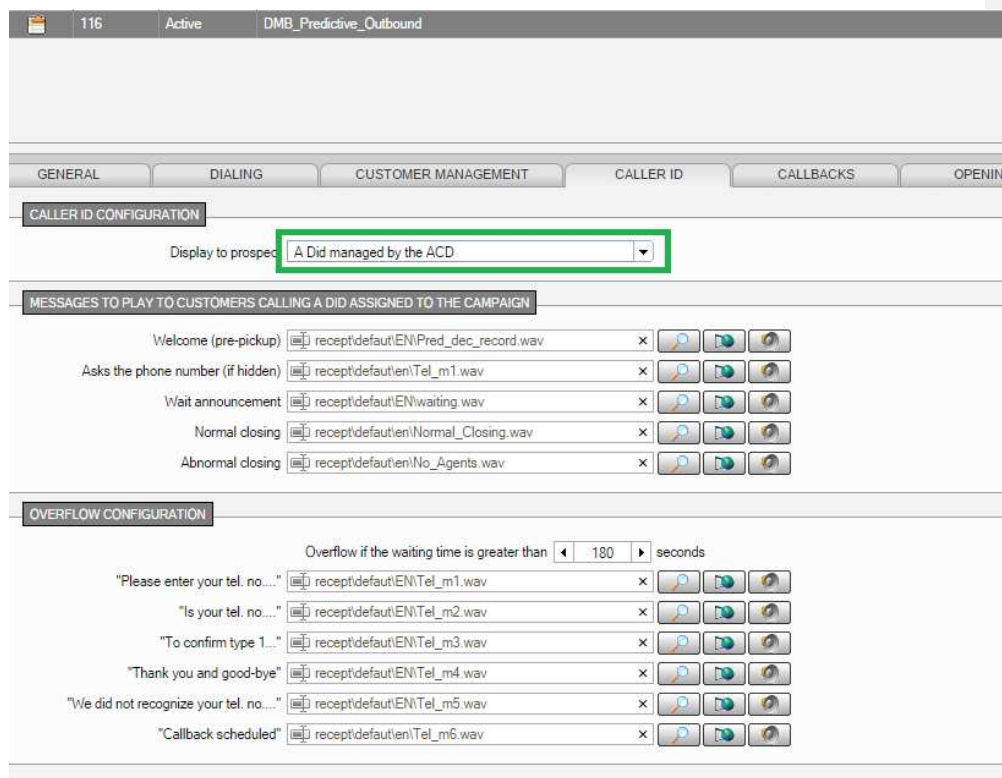 116 Active DMB_Predictive_Outbound
GENERAL DIALING CUSTOMER MANAGEMENT CALLER ID CALLBACKS OPENIN
CALLER ID CONFIGURATION
Display to prospec A Did managed by the ACD
MESSAGES TO PLAY TO CUSTOMERS CALLING A DID ASSIGNED TO THE CAMPAIGN
Welcome (pre-pickup) recept\defaut\EN\Pred_dec_record.wav x
Asks the phone number (if hidden) recept\defaut\en\Tel_m1.wav x
Wait announcement recept\defaut\EN\waiting.wav x
Normal closing recept\defaut\en\Normal_Closing.wav x
Abnormal closing recept\defaut\en\No_Agents.wav x
OVERFLOW CONFIGURATION
Overflow if the waiting time is greater than 180 seconds
"Please enter your tel. no...." recept\defaut\EN\Tel_m1.wav x
"Is your tel. no...." recept\defaut\EN\Tel_m2.wav x
"To confirm type 1..." recept\defaut\EN\Tel_m3.wav x
"Thank you and good-bye" recept\defaut\EN\Tel_m4.wav x
"We did not recognize your tel. no...." recept\defaut\EN\Tel_m5.wav x
"Callback scheduled" recept\defaut\en\Tel_m6.wav x